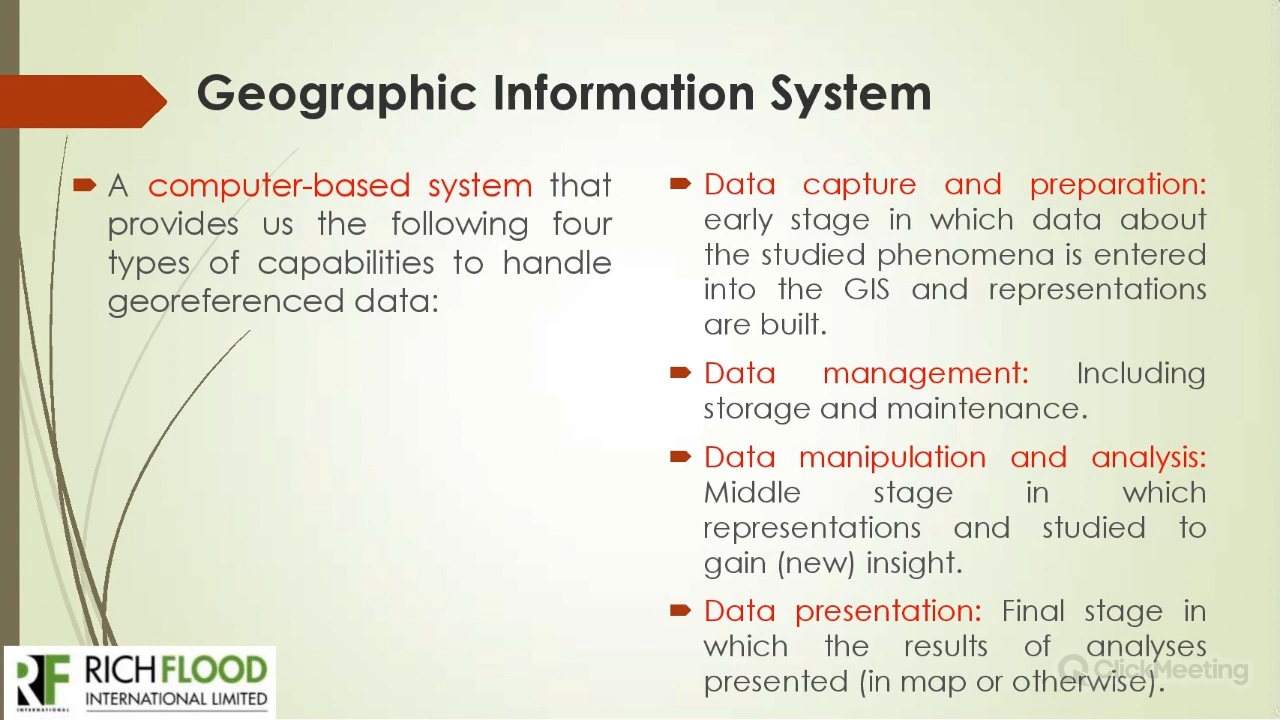 Geographic Information System
A computer-based system that
provides us the following four
types of capabilities to handle
georeferenced data:
Data capture and preparation:
early stage in which data about
the studied phenomena is entered
into the GIS and representations
are built.
Data management: Including
storage and maintenance.
Data manipulation and analysis:
Middle stage in which
representations and studied to
gain (new) insight.
Data presentation: Final stage in
which the results of analyses
presented (in map or otherwise).
ClickMeeting
RF
INTERNATIONAL
RICHFLOOD
INTERNATIONAL LIMITED